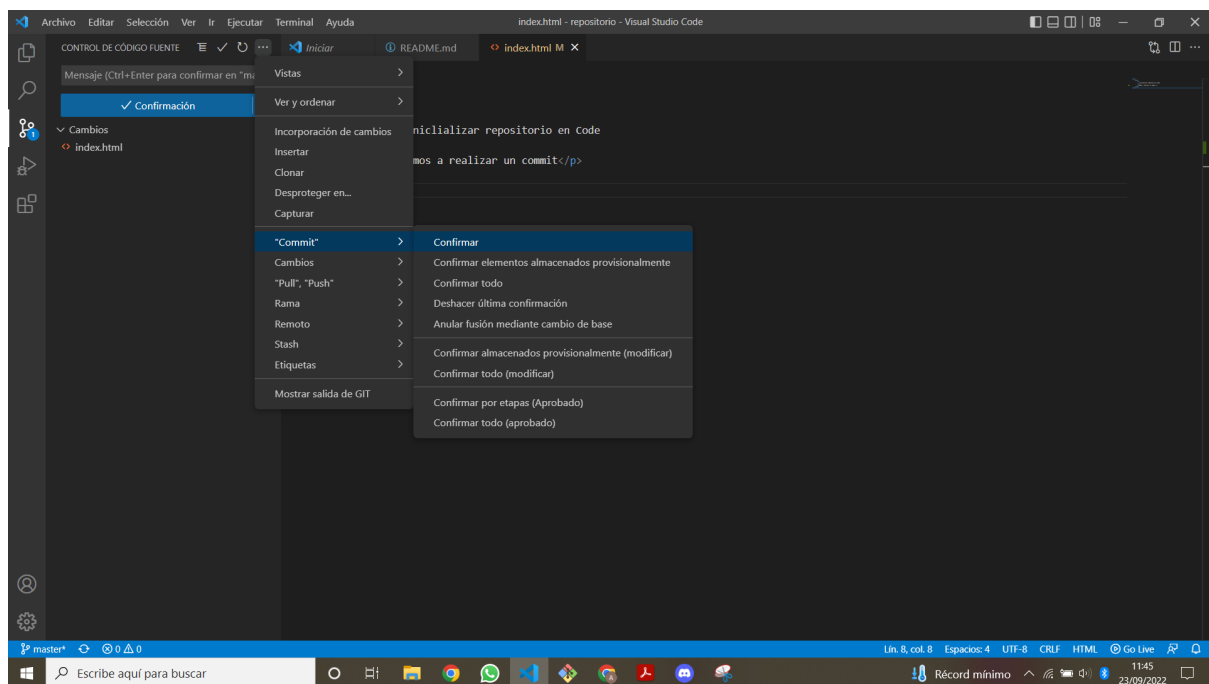 Archivo Editar Selección Ver Ir Ejecutar Terminal Ayuda
index.html - repositorio - Visual Studio Code
CONTROL DE CÓDIGO FUENTE
Iniciar
README.md
index.html M
Mensaje (Ctrl+Enter para confirmar en "ma
Confirmación
Cambios
index.html
1
Vistas
Ver y ordenar
Incorporación de cambios
Insertar
Clonar
Desproteger en...
Capturar
"Commit"
Cambios
"Pull", "Push"
Rama
Remoto
Stash
Etiquetas
Mostrar salida de GIT
Confirmar
Confirmar elementos almacenados provisionalmente
Confirmar todo
Deshacer última confirmación
Anular fusión mediante cambio de base
Confirmar almacenados provisionalmente (modificar)
Confirmar todo (modificar)
Confirmar por etapas (Aprobado)
Confirmar todo (aprobado)
niclializar repositorio en Code
mos a realizar un commit</p>
master* 0 0
Lín. 8, col. 8 Espacios: 4 UTF-8 CRLF HTML Go Live
Escribe aquí para buscar
Récord mínimo
11:45
23/09/2022